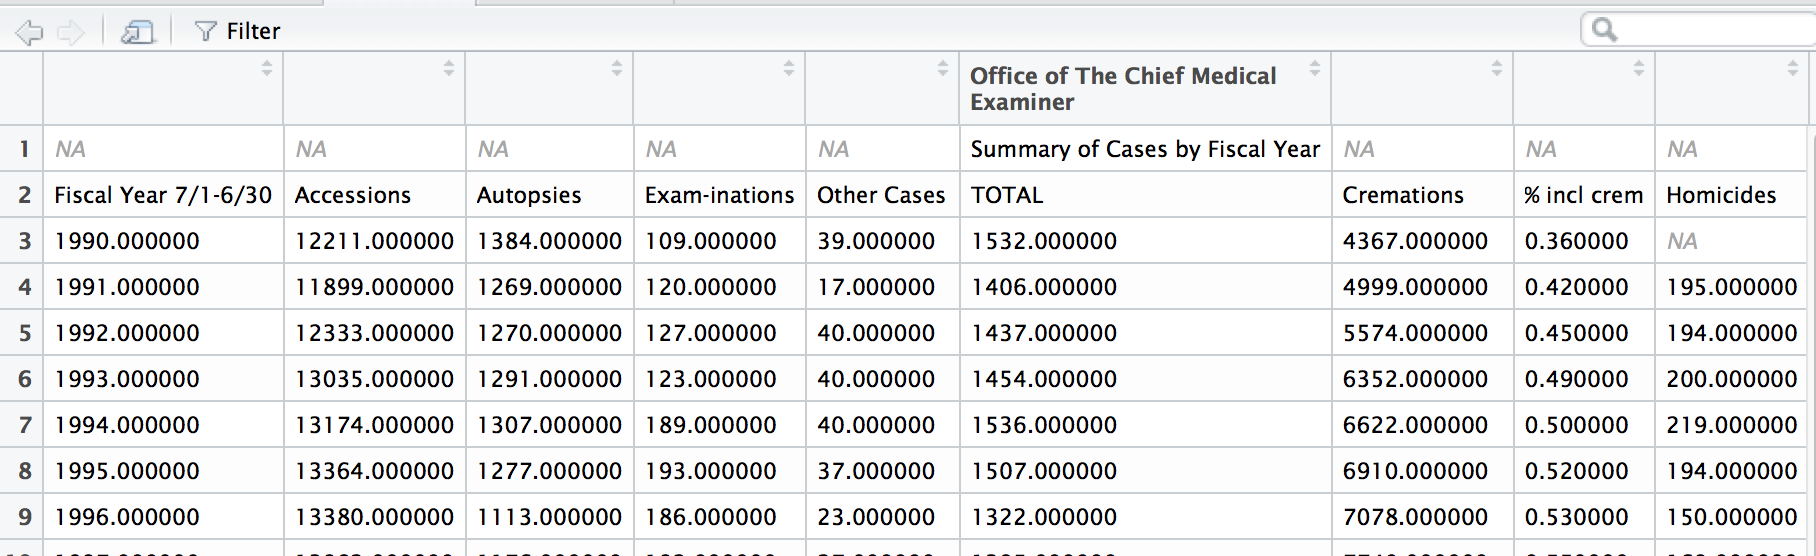 Filter
Office of The Chief Medical
Examiner
1 NA NA NA NA NA Summary of Cases by Fiscal Year NA NA NA
2 Fiscal Year 7/1-6/30 Accessions Autopsies Exam-inations Other Cases TOTAL Cremations % incl crem Homicides
3 1990.000000 12211.000000 1384.000000 109.000000 39.000000 1532.000000 4367.000000 0.360000 NA
4 1991.000000 11899.000000 1269.000000 120.000000 17.000000 1406.000000 4999.000000 0.420000 195.000000
5 1992.000000 12333.000000 1270.000000 127.000000 40.000000 1437.000000 5574.000000 0.450000 194.000000
6 1993.000000 13035.000000 1291.000000 123.000000 40.000000 1454.000000 6352.000000 0.490000 200.000000
7 1994.000000 13174.000000 1307.000000 189.000000 40.000000 1536.000000 6622.000000 0.500000 219.000000
8 1995.000000 13364.000000 1277.000000 193.000000 37.000000 1507.000000 6910.000000 0.520000 194.000000
9 1996.000000 13380.000000 1113.000000 186.000000 23.000000 1322.000000 7078.000000 0.530000 150.000000